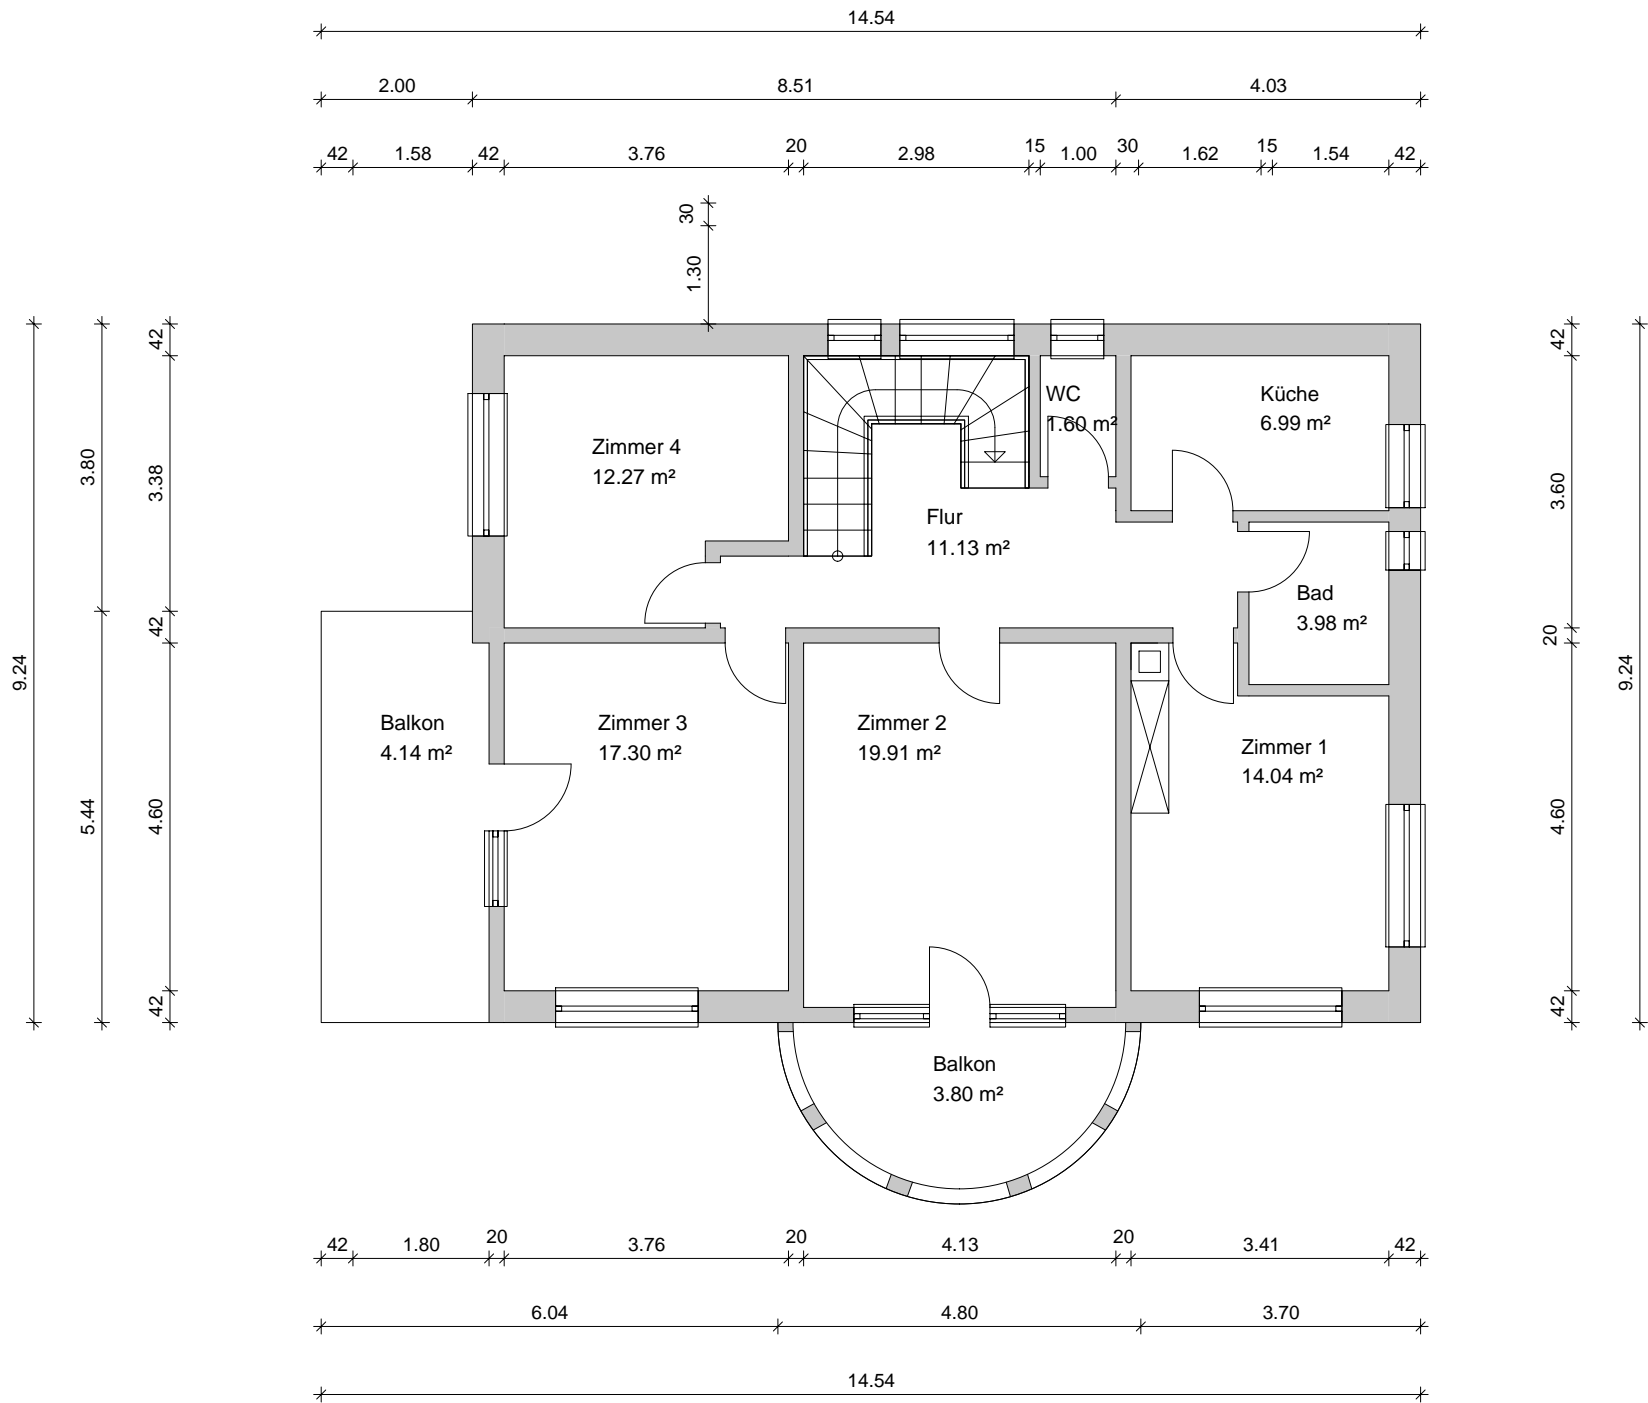 14.54
2.00 8.51 4.03
42 1.58 42 3.76 20 2.98 15 1.00 30 1.62 15 1.54 42
30
1.30
9.24
3.80
5.44
42
3.38
42
4.60
42
Zimmer 4
12.27 m²
WC
1.60 m²
Küche
6.99 m²
Flur
11.13 m²
Bad
3.98 m²
Balkon
4.14 m²
Zimmer 3
17.30 m²
Zimmer 2
19.91 m²
Zimmer 1
14.04 m²
Balkon
3.80 m²
42
3.60
20
4.60
42
9.24
42 1.80 20 3.76 20 4.13 20 3.41 42
6.04 4.80 3.70
14.54